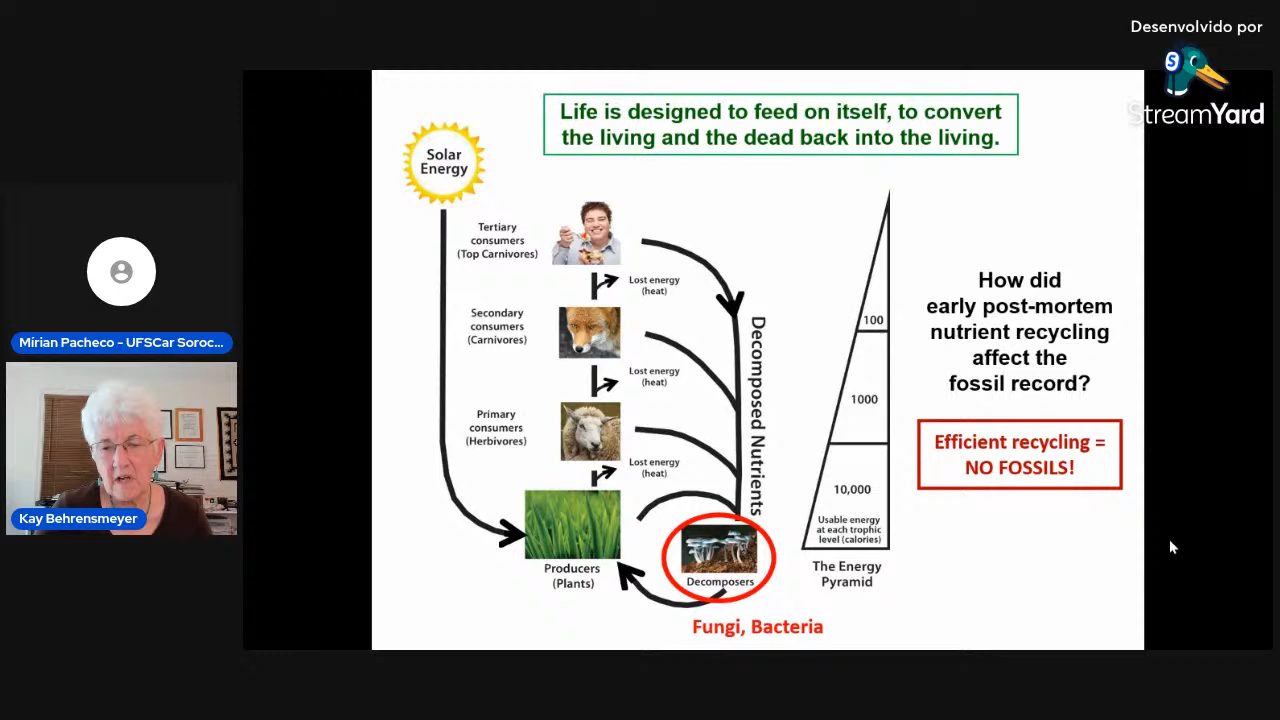 Desenvolvido por
S
StreamYard
Life is designed to feed on itself, to convert
the living and the dead back into the living.
Solar
Energy
Tertiary
consumers
(Top Carnivores)
Lost energy
(heat)
Secondary
consumers
(Carnivores)
Lost energy
(heat)
Primary
consumers
(Herbivores)
Lost energy
(heat)
Producers
(Plants)
Decomposed Nutrients
Decomposers
Fungi, Bacteria
100
1000
10,000
Usable energy
at each trophic
level (calories)
The Energy
Pyramid
How did
early post-mortem
nutrient recycling
affect the
fossil record?
Efficient recycling =
NO FOSSILS!
Mírian Pacheco - UFSCar Soroc...
Kay Behrensmeyer